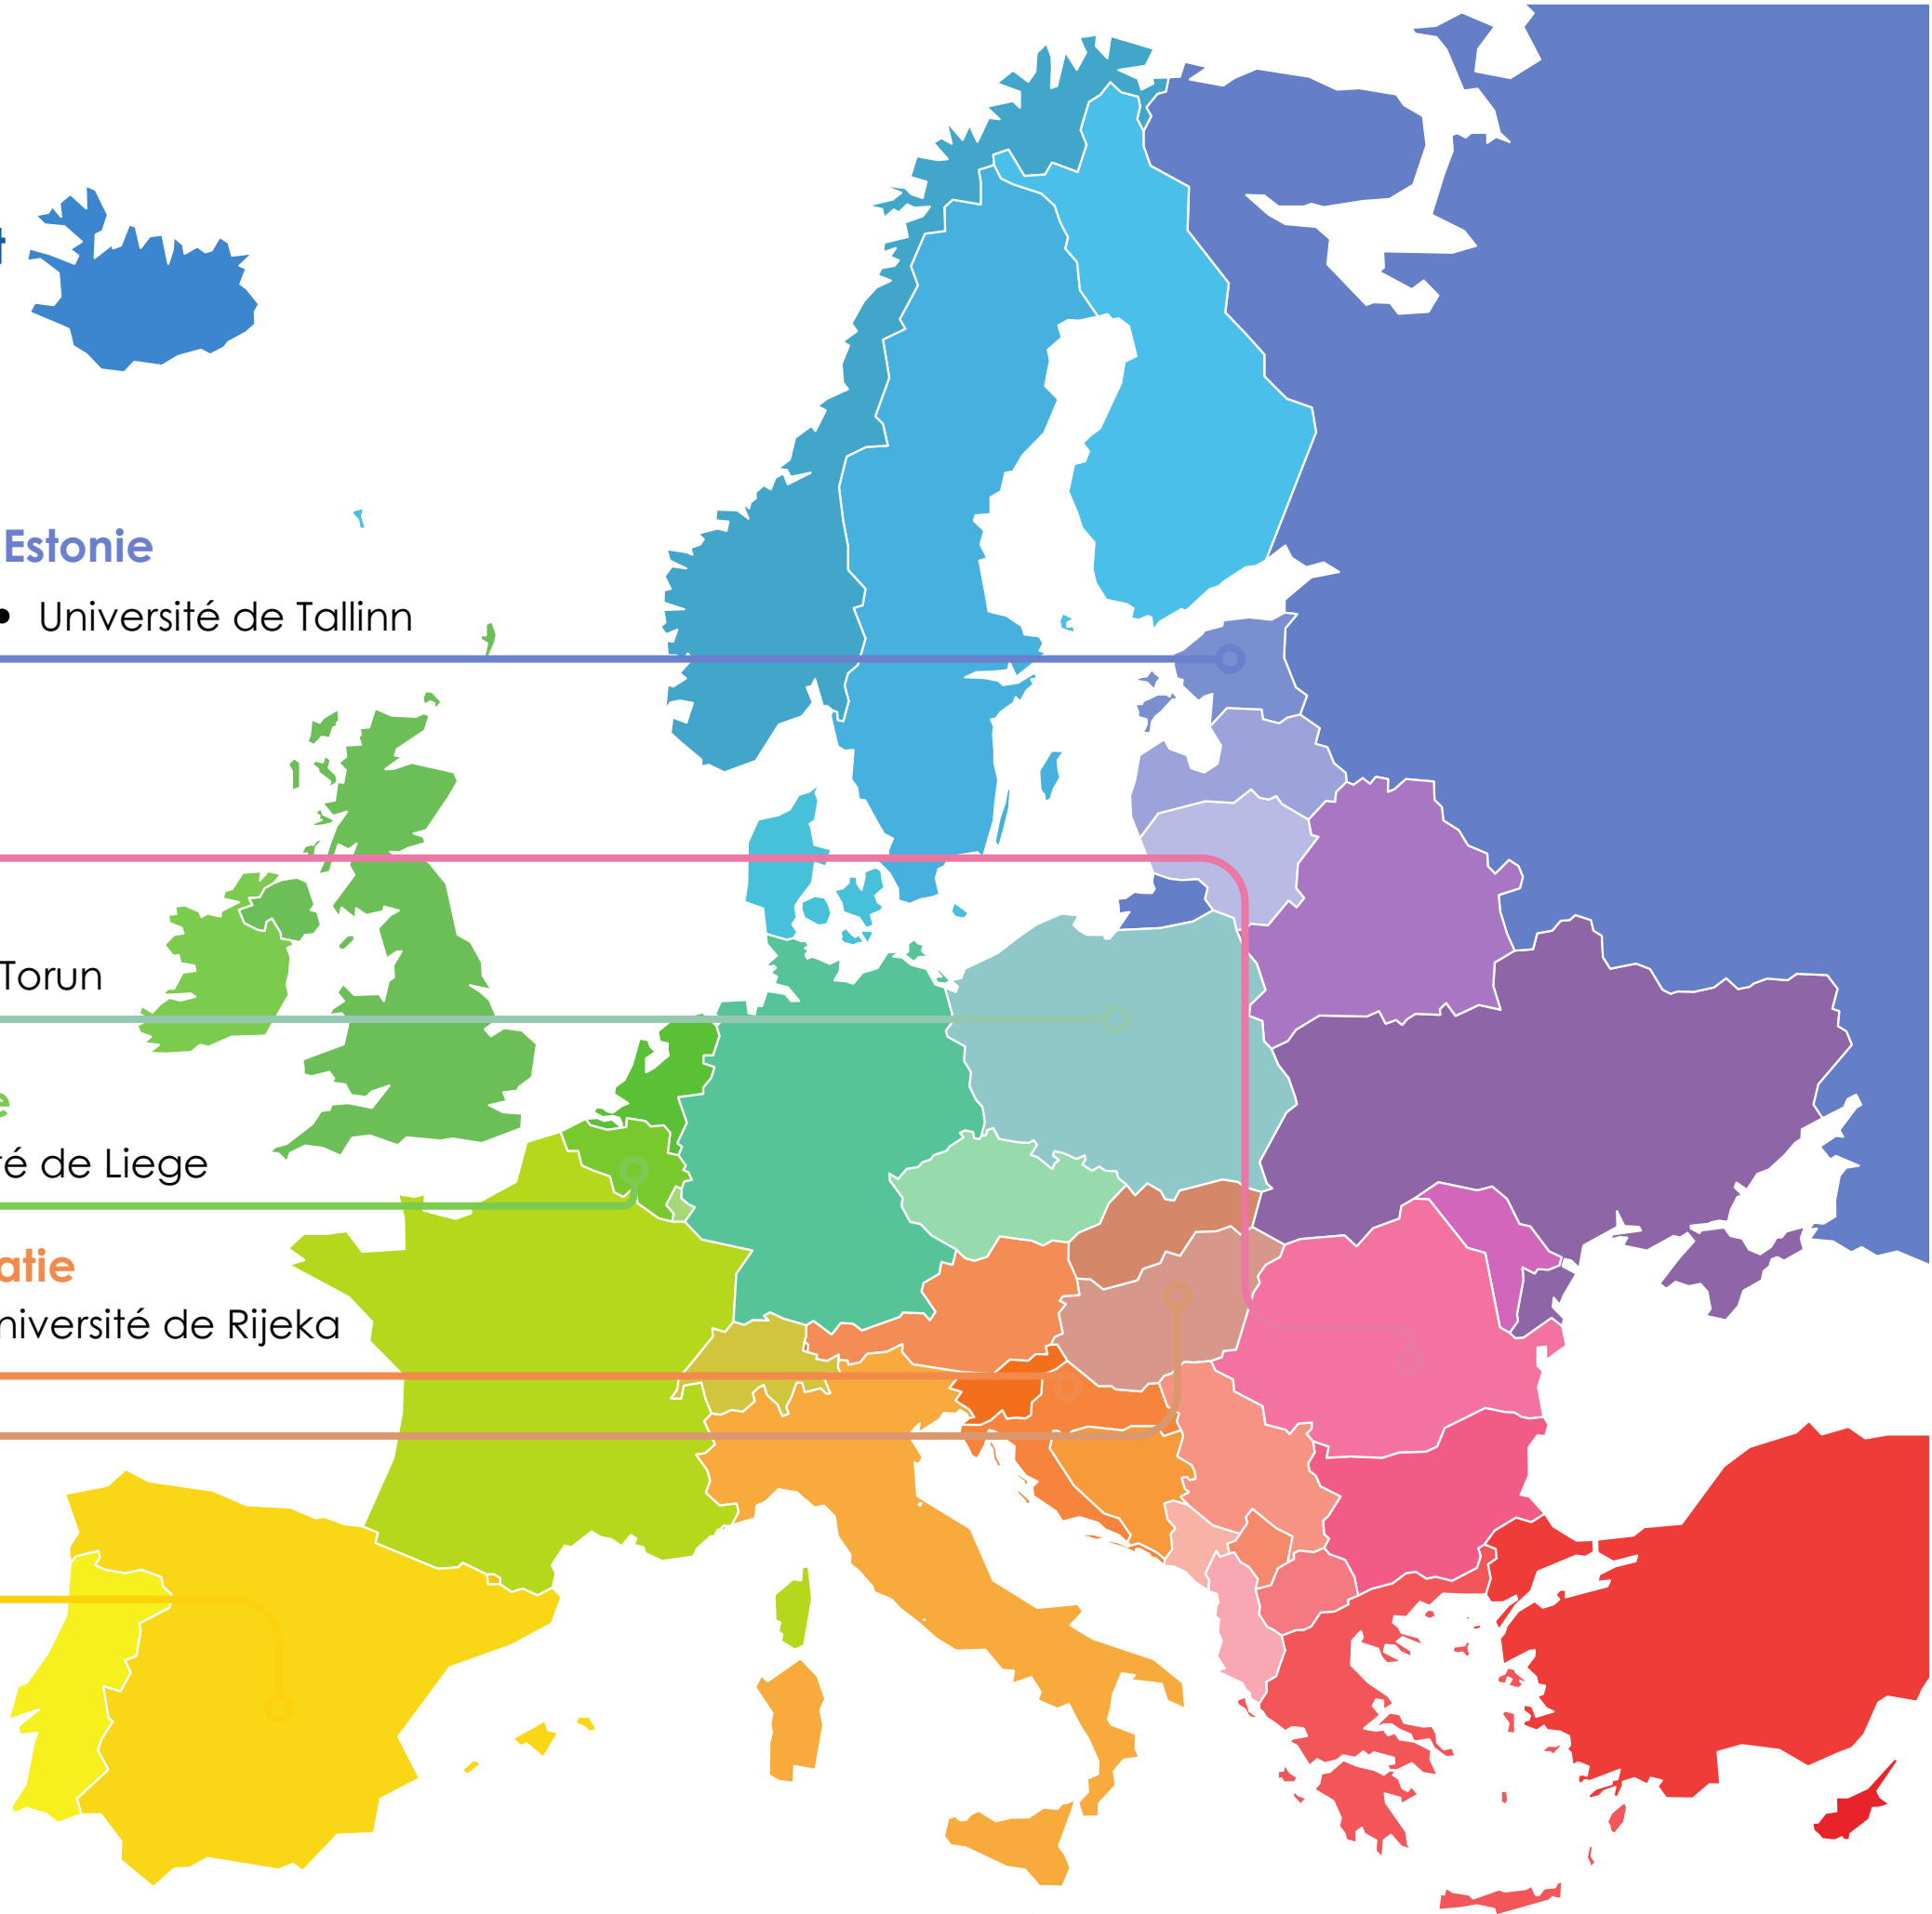 Estonie
• Université de Tallinn
Torun
é de Liege
atie
niversité de Rijeka